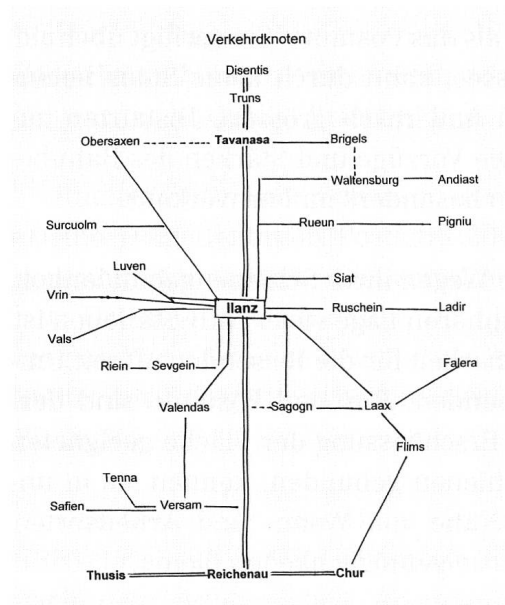 Verkehrdknoten
Disentis
Truns
Obersaxen Tavanasa Brigels
Waltensburg Andiast
Surcuolm Rueun Pigniu
Luven Siat
Vrin Ilanz Ruschein Ladir
Vals
Riein Sevgein Falera
Valendas Sagogn Laax
Flims
Tenna
Safien Versam
Thusis Reichenau Chur